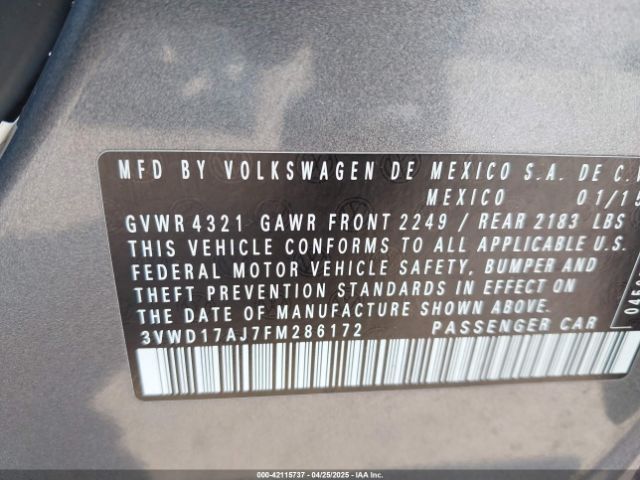 MFD BY VOLKSWAGEN DE MEXICO S.A. DE C.V
MEXICO 01/15
GVWR 4321 GAWR FRONT 2249 / REAR 2183 LBS
THIS VEHICLE CONFORMS TO ALL APPLICABLE U.S.
FEDERAL MOTOR VEHICLE SAFETY, BUMPER AND
THEFT PREVENTION STANDARDS IN EFFECT ON
THE DATE OF MANUFACTURE SHOWN ABOVE.
3VWD17AJ7FM286172 PASSENGER CAR
000-42115737 - 04/25/2025 - IAA Inc.